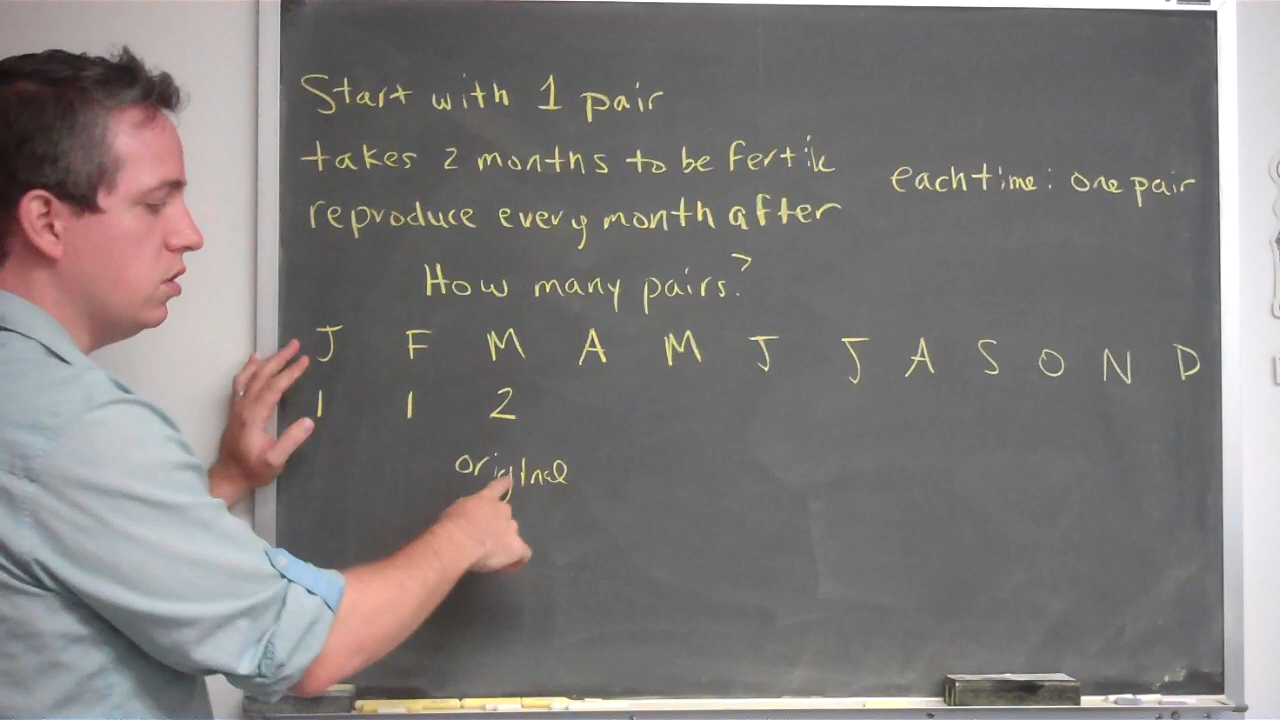 Start with 1 pair
takes 2 months to be fertile
reproduce every month after
each time: one pair
How many pairs?
J F M A M J J A S O N D
1 1 2
original